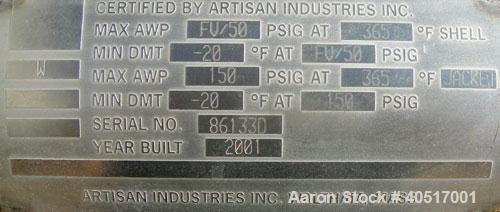 CERTIFIED BY ARTISAN INDUSTRIES INC.
MAX AWP FV/50 PSIG AT 365 °F SHELL
MIN DMT -20 °F AT FV/50 PSIG
W MAX AWP 150 PSIG AT 365 °F JACKET
MIN DMT -20 °F AT 150 PSIG
SERIAL NO. 86133D
YEAR BUILT 2001
ARTISAN INDUSTRIES INC.
Aaron Stock # 40517001